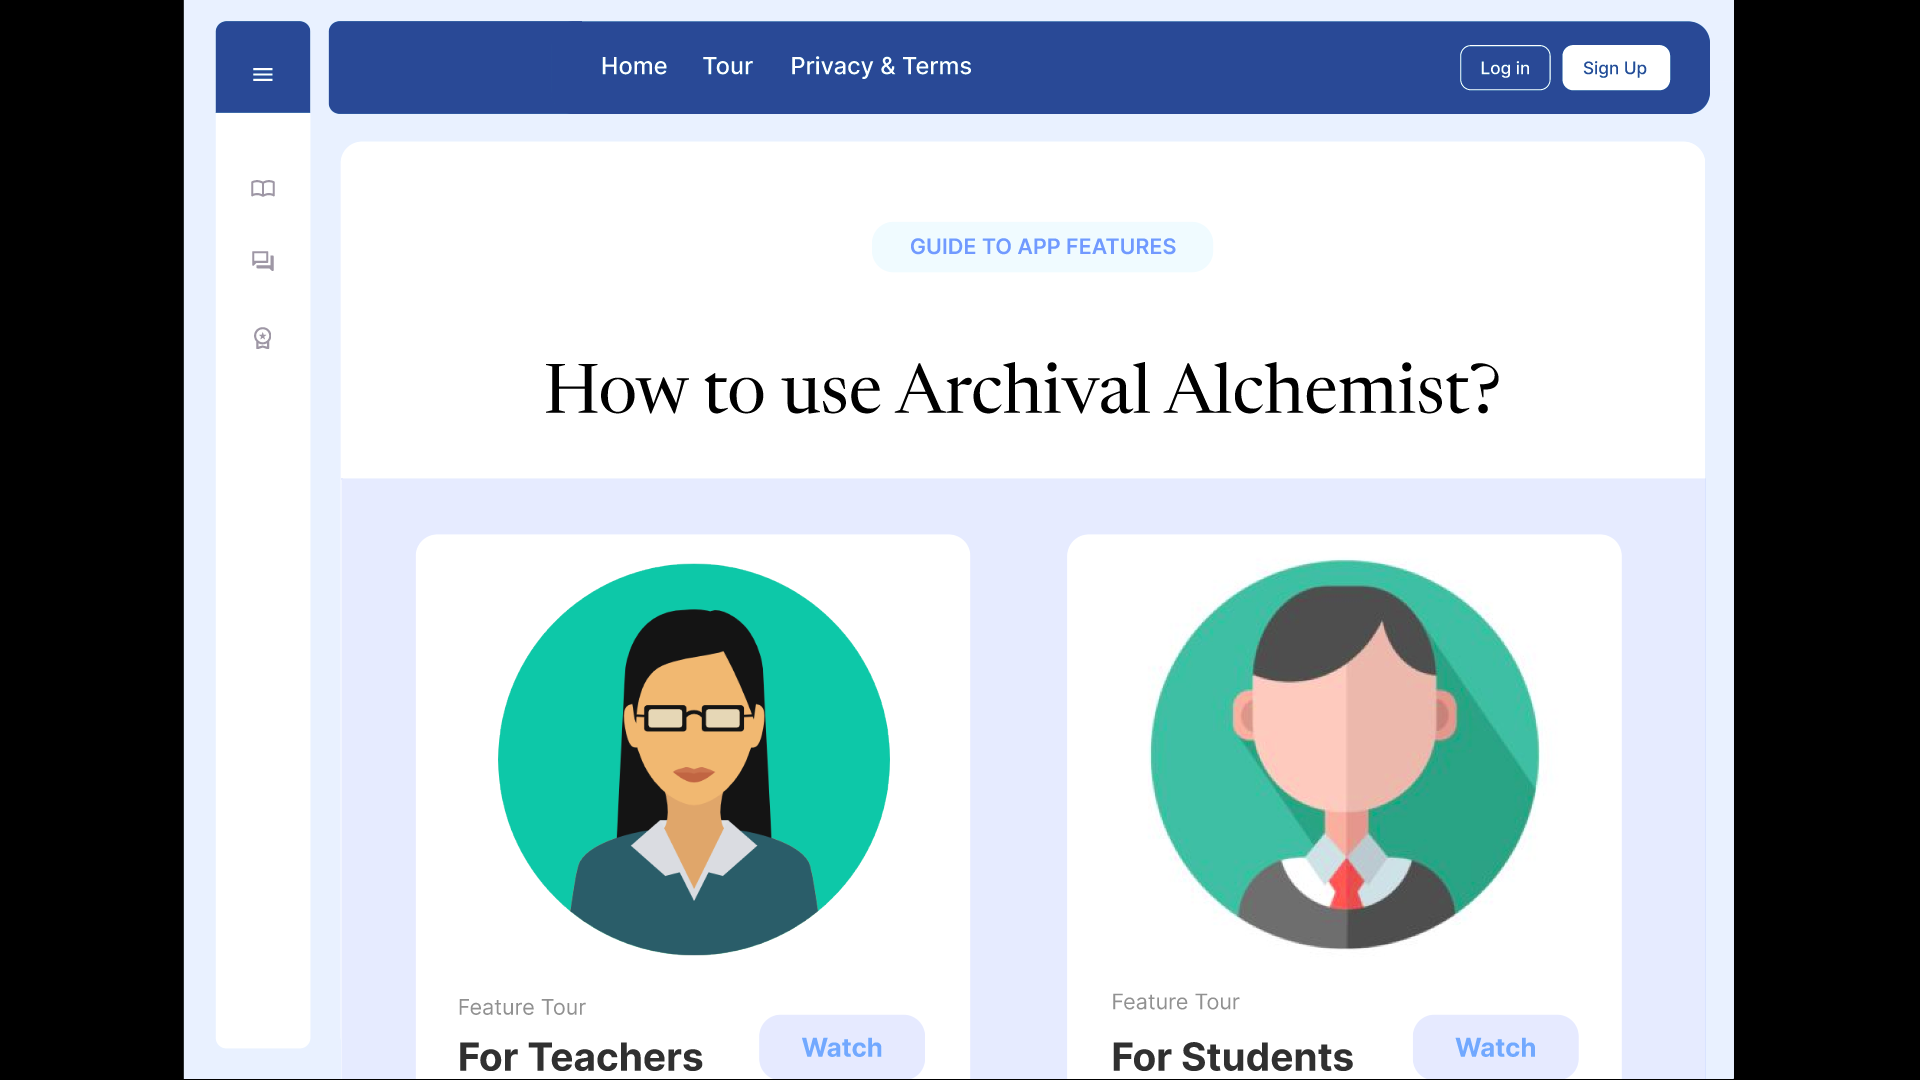 Home Tour Privacy & Terms Log in Sign Up
GUIDE TO APP FEATURES
How to use Archival Alchemist?
Feature Tour
For Teachers
Watch
Feature Tour
For Students
Watch